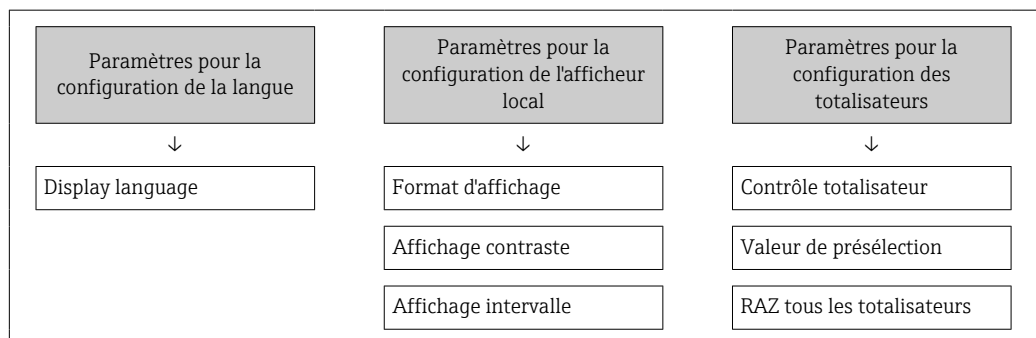 Paramètres pour la
configuration de la langue
Paramètres pour la
configuration de l'afficheur
local
Paramètres pour la
configuration des
totalisateurs
↓
↓
↓
Display language
Format d'affichage
Contrôle totalisateur
Affichage contraste
Valeur de présélection
Affichage intervalle
RAZ tous les totalisateurs